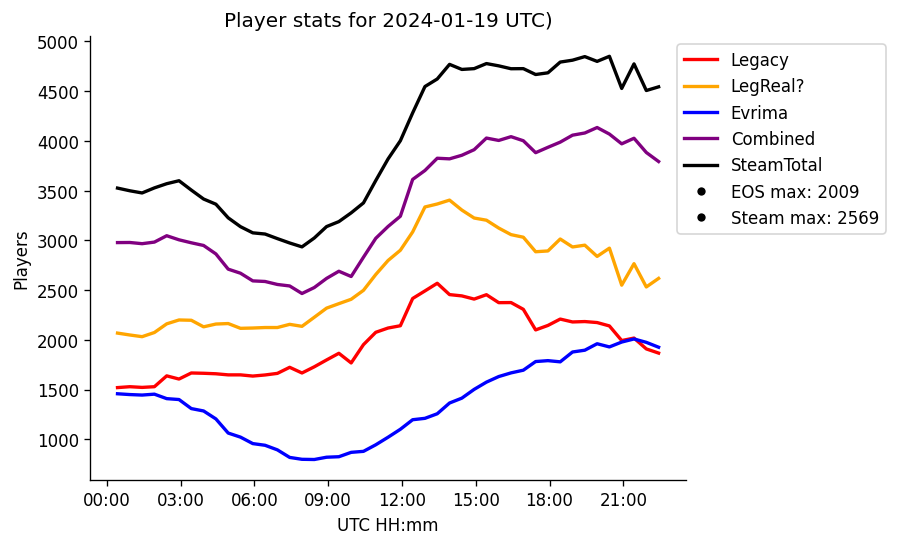 Player stats for 2024-01-19 UTC)
Players
5000
4500
4000
3500
3000
2500
2000
1500
1000
00:00 03:00 06:00 09:00 12:00 15:00 18:00 21:00
UTC HH:mm
Legacy
LegReal?
Evrima
Combined
SteamTotal
EOS max: 2009
Steam max: 2569